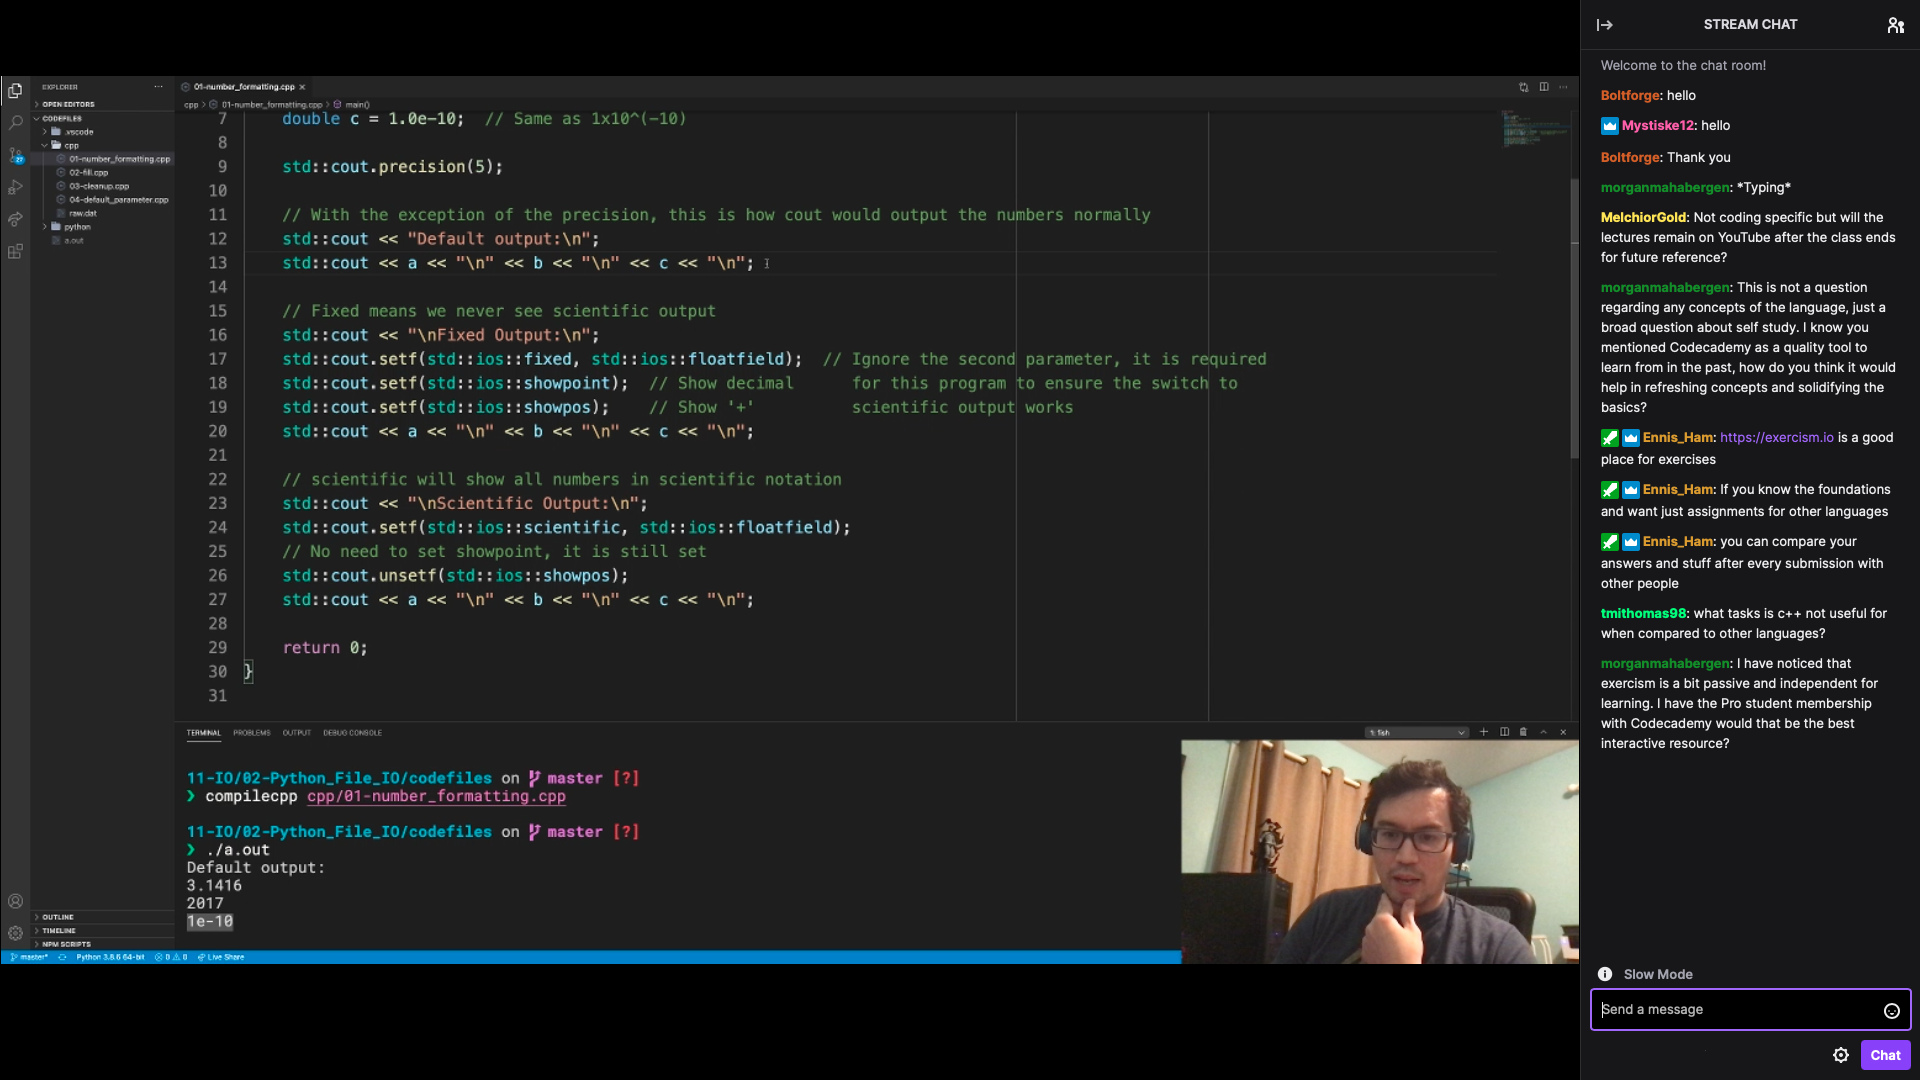 EXPLORER
OPEN EDITORS
CODEFILES
.vscode
cpp
01-number_formatting.cpp
02-fill.cpp
03-cleanup.cpp
04-default_parameter.cpp
raw.dat
python
a.out
OUTLINE
TIMELINE
NPM SCRIPTS
27
01-number_formatting.cpp
cpp > 01-number_formatting.cpp > main()
7 double c = 1.0e-10; // Same as 1x10^(-10)
8
9 std::cout.precision(5);
10
11 // With the exception of the precision, this is how cout would output the numbers normally
12 std::cout << "Default output:\n";
13 std::cout << a << "\n" << b << "\n" << c << "\n";
14
15 // Fixed means we never see scientific output
16 std::cout << "\nFixed Output:\n";
17 std::cout.setf(std::ios::fixed, std::ios::floatfield); // Ignore the second parameter, it is required
18 std::cout.setf(std::ios::showpoint); // Show decimal for this program to ensure the switch to
19 std::cout.setf(std::ios::showpos); // Show '+' scientific output works
20 std::cout << a << "\n" << b << "\n" << c << "\n";
21
22 // scientific will show all numbers in scientific notation
23 std::cout << "\nScientific Output:\n";
24 std::cout.setf(std::ios::scientific, std::ios::floatfield);
25 // No need to set showpoint, it is still set
26 std::cout.unsetf(std::ios::showpos);
27 std::cout << a << "\n" << b << "\n" << c << "\n";
28
29 return 0;
30 }
31
TERMINAL PROBLEMS OUTPUT DEBUG CONSOLE
1: fish
11-IO/02-Python_File_IO/codefiles on master [?]
❯ compilecpp cpp/01-number_formatting.cpp
11-IO/02-Python_File_IO/codefiles on master [?]
❯ ./a.out
Default output:
3.1416
2017
1e-10
master* Python 3.8.6 64-bit 0 0 Live Share
STREAM CHAT
Welcome to the chat room!
Boltforge: hello
Mystiske12: hello
Boltforge: Thank you
morganmahabergen: *Typing*
MelchiorGold: Not coding specific but will the
lectures remain on YouTube after the class ends
for future reference?
morganmahabergen: This is not a question
regarding any concepts of the language, just a
broad question about self study. I know you
mentioned Codecademy as a quality tool to
learn from in the past, how do you think it would
help in refreshing concepts and solidifying the
basics?
Ennis_Ham: https://exercism.io is a good
place for exercises
Ennis_Ham: If you know the foundations
and want just assignments for other languages
Ennis_Ham: you can compare your
answers and stuff after every submission with
other people
tmithomas98: what tasks is c++ not useful for
when compared to other languages?
morganmahabergen: I have noticed that
exercism is a bit passive and independent for
learning. I have the Pro student membership
with Codecademy would that be the best
interactive resource?
Slow Mode
Send a message
Chat